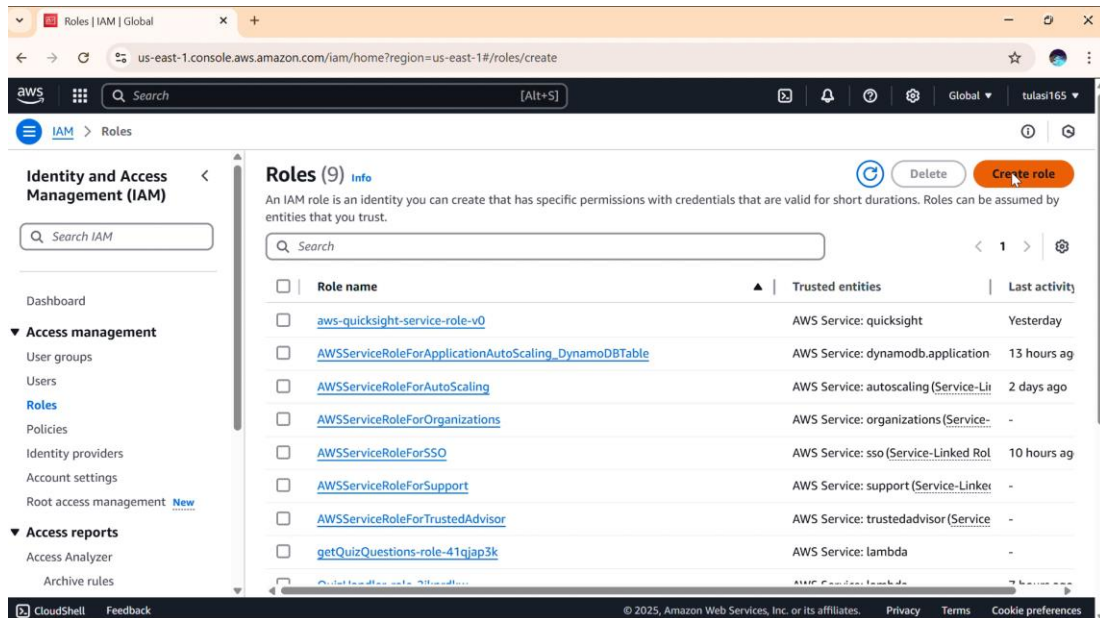 Roles | IAM | Global
us-east-1.console.aws.amazon.com/iam/home?region=us-east-1#/roles/create
aws
Search
[Alt+S]
Global
tulasi165
IAM > Roles
Identity and Access Management (IAM)
Search IAM
Dashboard
Access management
User groups
Users
Roles
Policies
Identity providers
Account settings
Root access management New
Access reports
Access Analyzer
Archive rules
Roles (9) Info
Delete
Create role
An IAM role is an identity you can create that has specific permissions with credentials that are valid for short durations. Roles can be assumed by
entities that you trust.
Search
1
Role name Trusted entities Last activity
aws-quicksight-service-role-v0 AWS Service: quicksight Yesterday
AWSServiceRoleForApplicationAutoScaling_DynamoDBTable AWS Service: dynamodb.application 13 hours ag
AWSServiceRoleForAutoScaling AWS Service: autoscaling (Service-Li 2 days ago
AWSServiceRoleForOrganizations AWS Service: organizations (Service- -
AWSServiceRoleForSSO AWS Service: sso (Service-Linked Rol 10 hours ag
AWSServiceRoleForSupport AWS Service: support (Service-Linke -
AWSServiceRoleForTrustedAdvisor AWS Service: trustedadvisor (Service -
getQuizQuestions-role-41qjap3k AWS Service: lambda -
CloudShell Feedback © 2025, Amazon Web Services, Inc. or its affiliates. Privacy Terms Cookie preferences